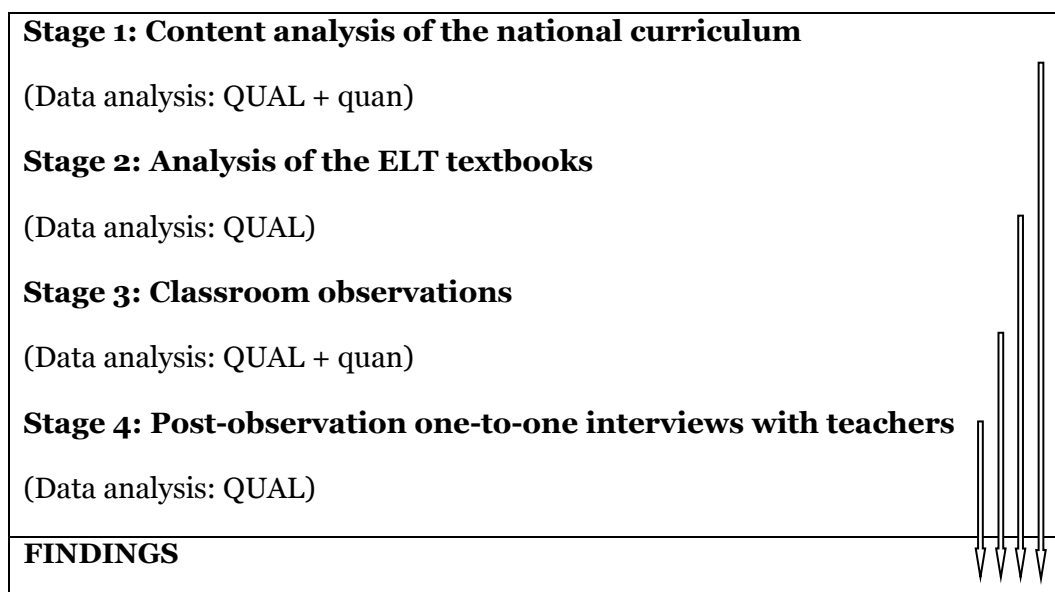 Stage 1: Content analysis of the national curriculum
(Data analysis: QUAL + quan)
Stage 2: Analysis of the ELT textbooks
(Data analysis: QUAL)
Stage 3: Classroom observations
(Data analysis: QUAL + quan)
Stage 4: Post-observation one-to-one interviews with teachers
(Data analysis: QUAL)
FINDINGS